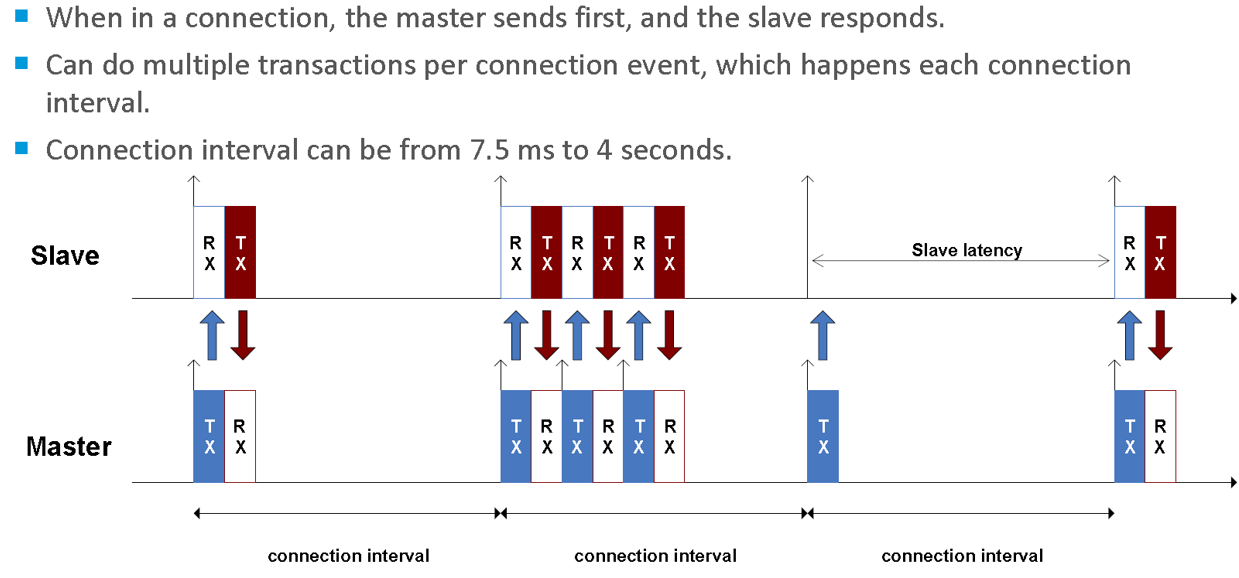 When in a connection, the master sends first, and the slave responds.
Can do multiple transactions per connection event, which happens each connection
interval.
Connection interval can be from 7.5 ms to 4 seconds.
Slave
RX TX
RX TX RX TX RX TX
Slave latency
RX TX
Master
TX RX
TX RX TX RX TX RX
TX
TX RX
connection interval
connection interval
connection interval